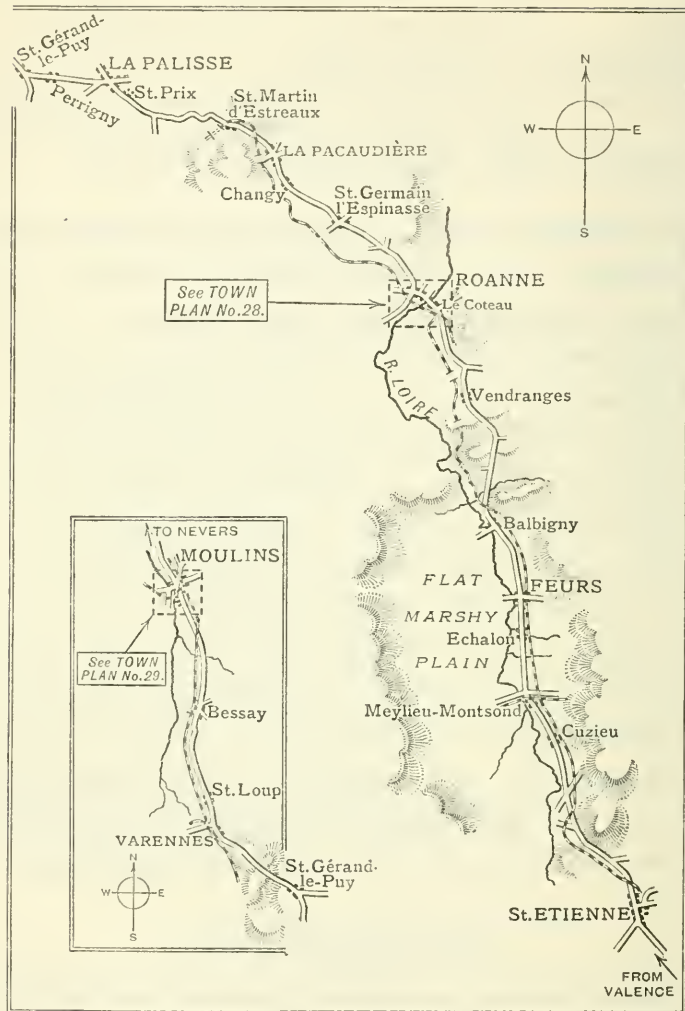 St. Gérand-
le-Puy
LA PALISSE
Perrigny
St. Prix
St. Martin
d'Estreaux
LA PACAUDIÈRE
Changy
St. Germain
l'Espinasse
N
W
E
S
See TOWN
PLAN No. 28.
ROANNE
Le Coteau
R. LOIRE
Vendranges
Balbigny
FLAT
MARSHY
PLAIN
FEURS
Echalon
Meylieu-Montsond
Cuzieu
St. ETIENNE
FROM
VALENCE
TO NEVERS
MOULINS
See TOWN
PLAN No. 29.
Bessay
St. Loup
VARENNES
St. Gérand-
le-Puy
N
W
E
S